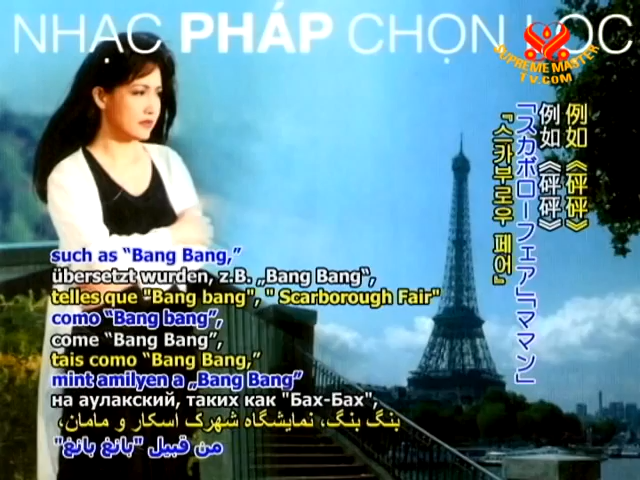 NHẠC PHÁP CHỌN LỌC
SUPREME MASTER
TV.COM
例如 《砰砰》
例如 《砰砰》
「スカボローフェア」「ママン」
『스카부로우 페어』
such as “Bang Bang,”
übersetzt wurden, z.B. „Bang Bang“,
telles que "Bang bang", " Scarborough Fair"
como “Bang bang”,
come “Bang Bang”,
tais como “Bang Bang,”
mint amilyen a „Bang Bang”
на аулакский, таких как "Бах-Бах",
بنگ بنگ، نمایشگاه شهرک اسکار و مامان،
من قبيل "بانغ بانغ"